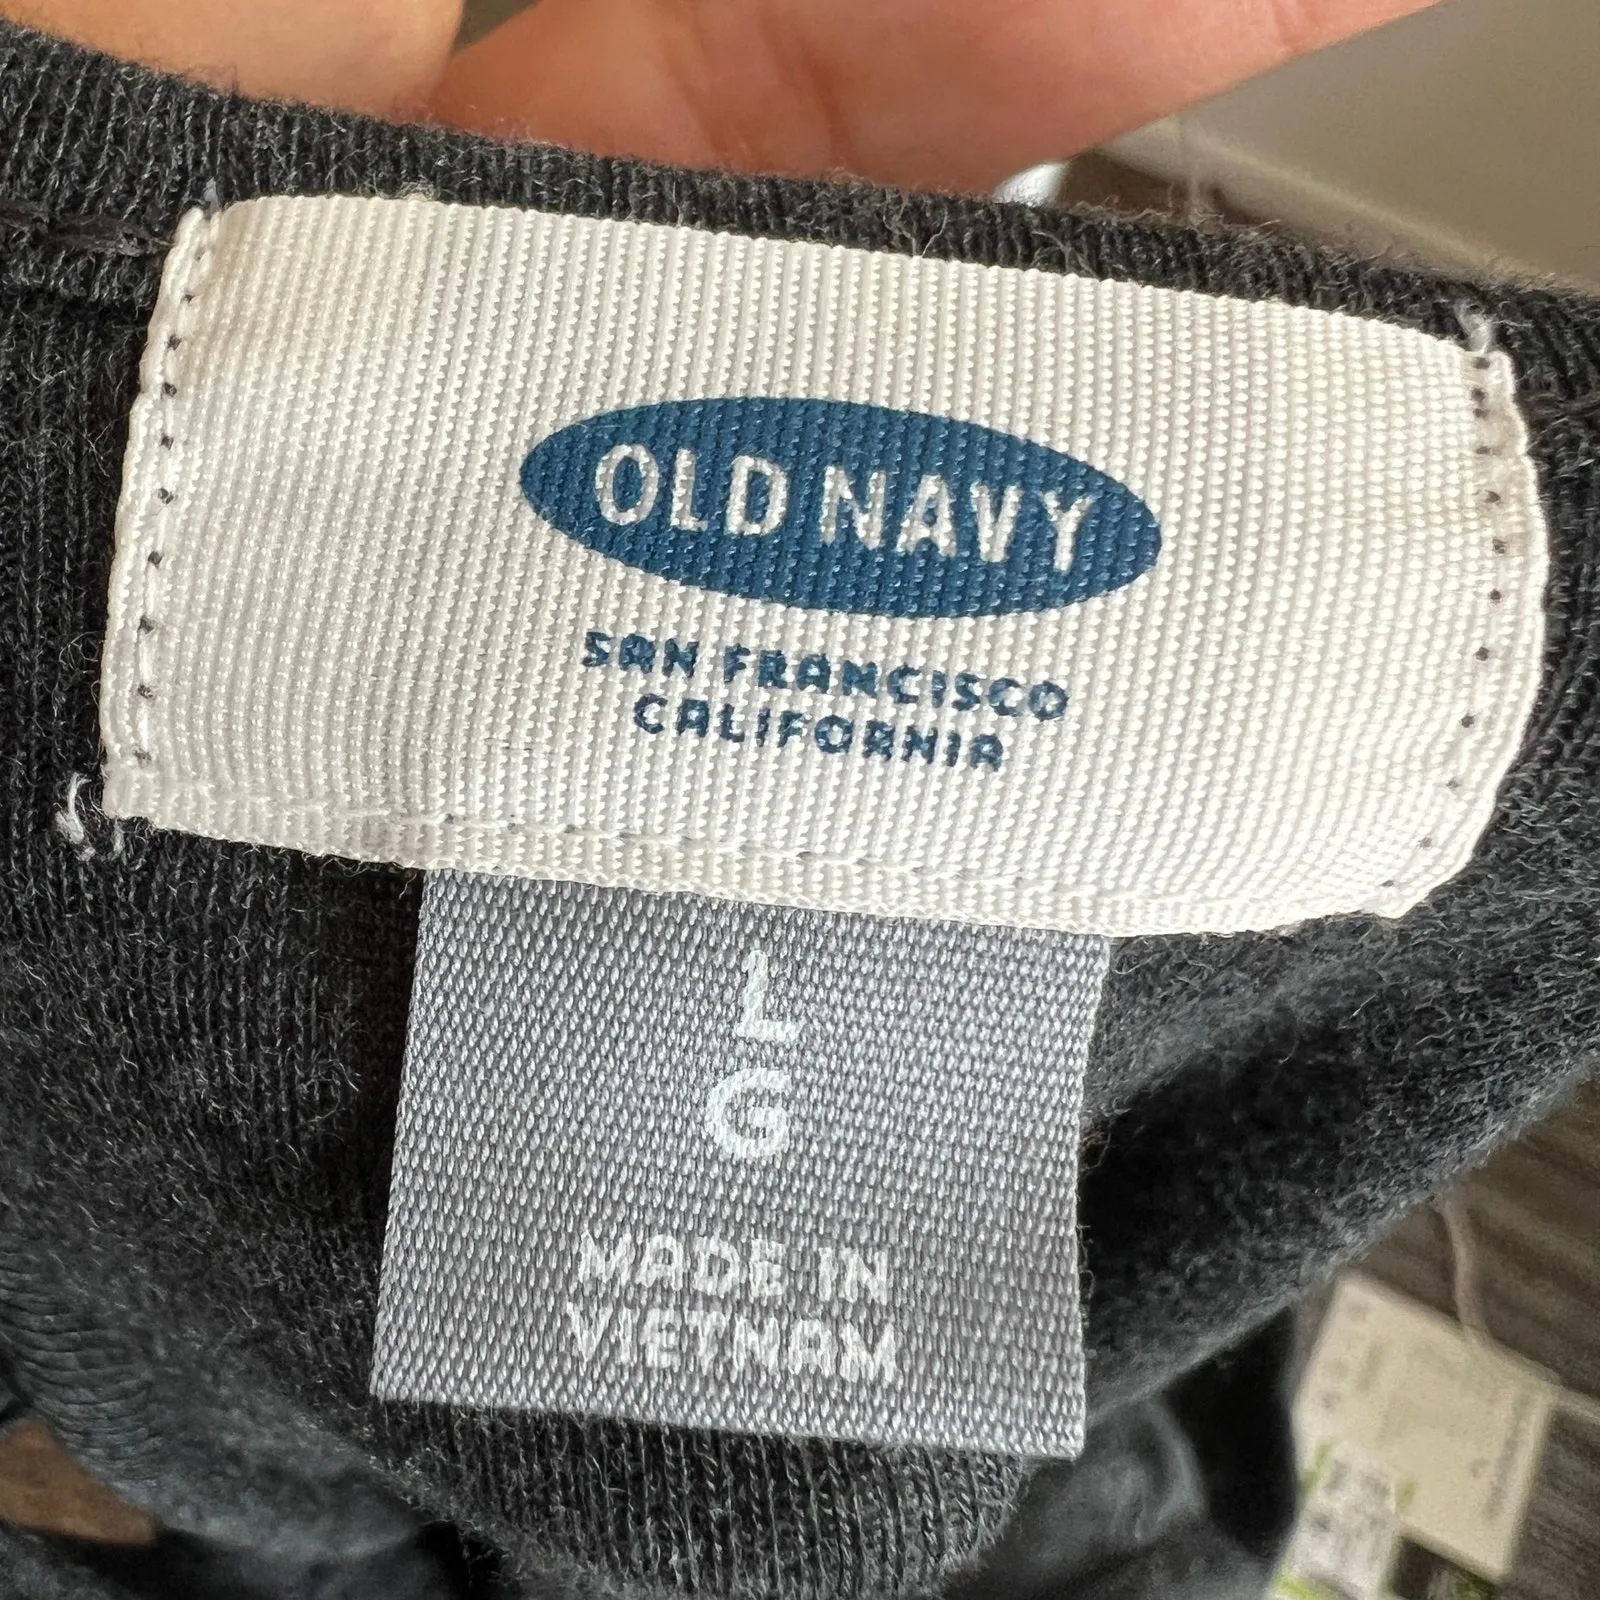 OLD NAVY
SAN FRANCISCO
CALIFORNIA
L
G
MADE IN
VIETNAM